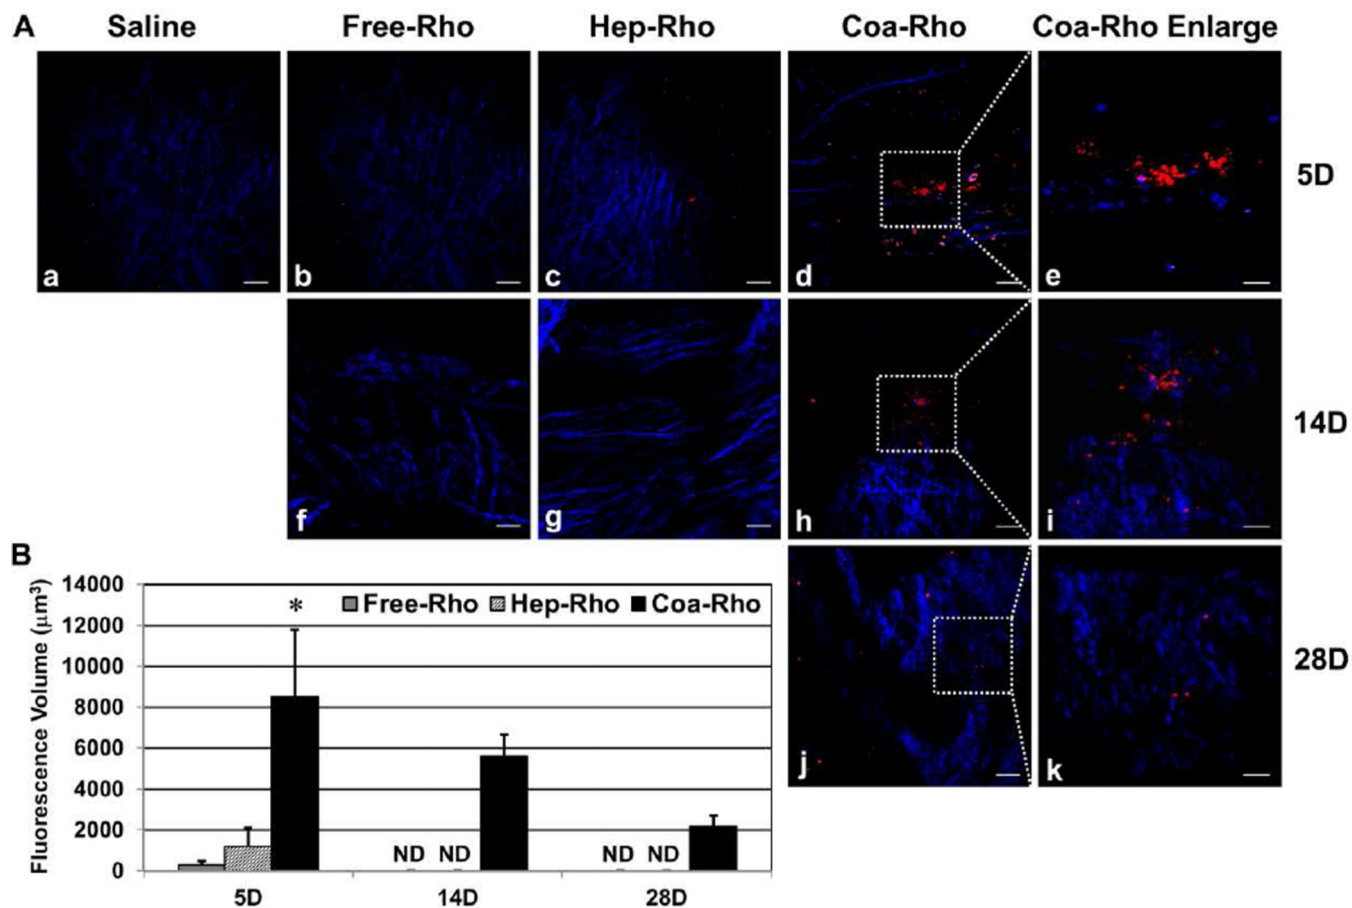 A Saline Free-Rho Hep-Rho Coa-Rho Coa-Rho Enlarge
a b c d e 5D
f g h i 14D
j k 28D
B
Fluorescence Volume (μm³)
14000
12000
10000
8000
6000
4000
2000
0
* Free-Rho Hep-Rho Coa-Rho
ND ND ND ND
5D 14D 28D